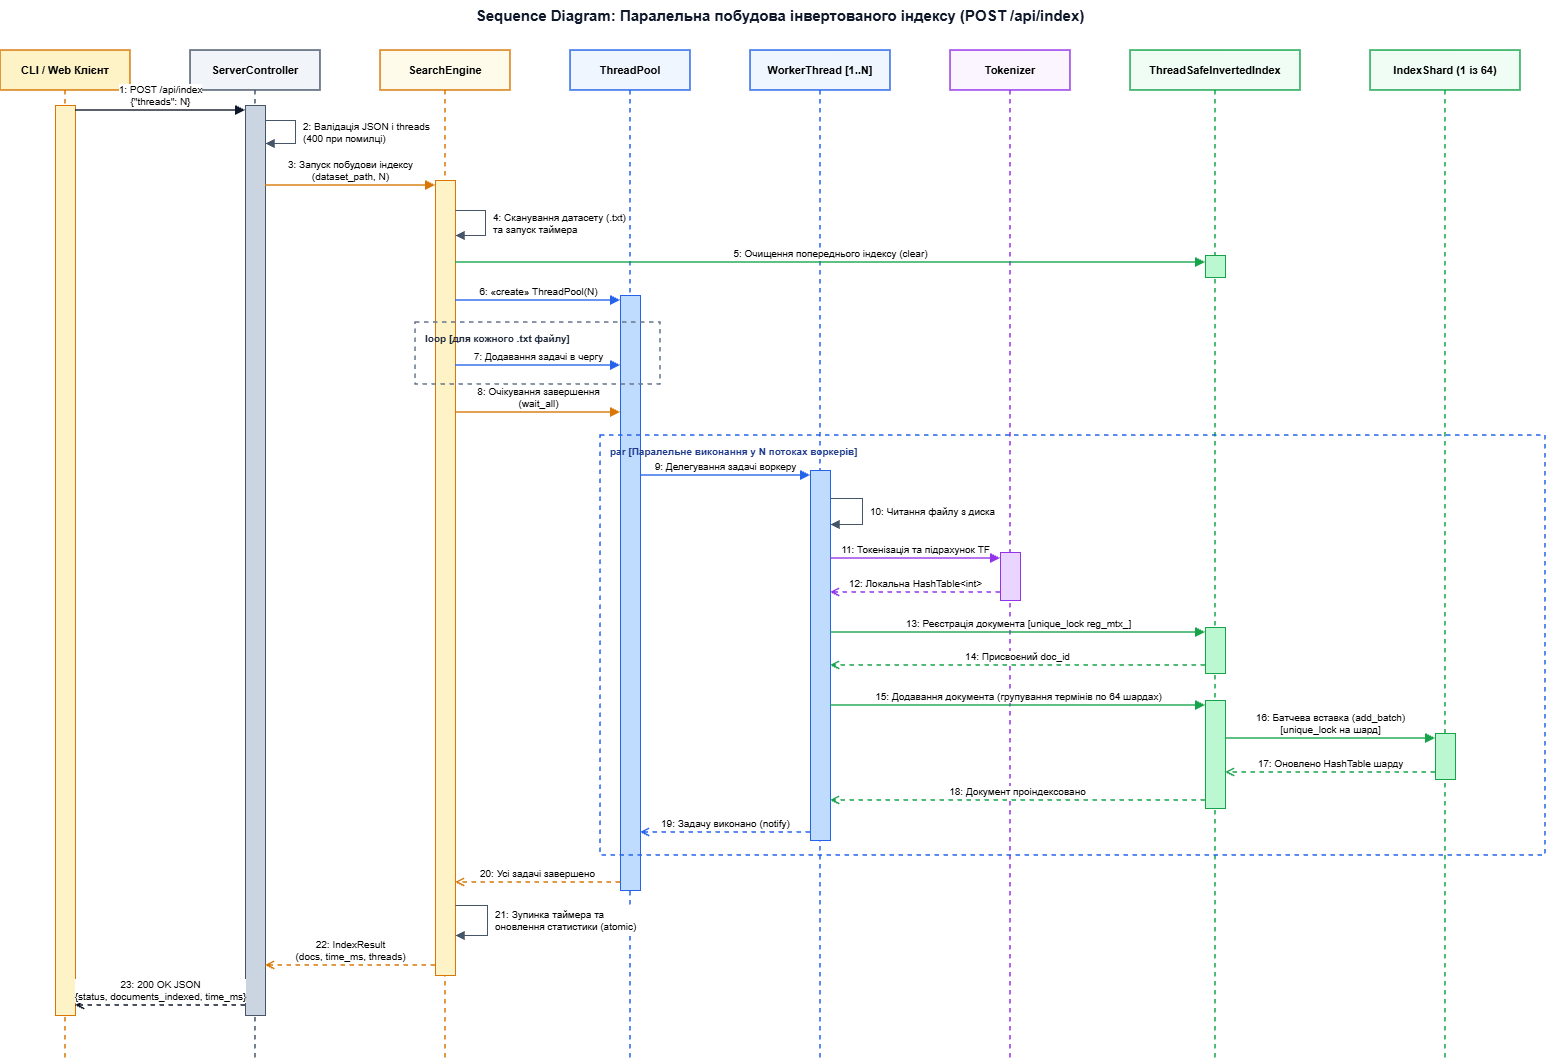 Sequence Diagram: Паралельна побудова інвертованого індексу (POST /api/index)
CLI / Web Клієнт
ServerController
SearchEngine
ThreadPool
WorkerThread [1..N]
Tokenizer
ThreadSafeInvertedIndex
IndexShard (1 із 64)
1: POST /api/index
{"threads": N}
2: Валідація JSON і threads
(400 при помилці)
3: Запуск побудови індексу
(dataset_path, N)
4: Сканування датасету (.txt)
та запуск таймера
5: Очищення попереднього індексу (clear)
6: «create» ThreadPool(N)
loop [для кожного .txt файлу]
7: Додавання задачі в чергу
8: Очікування завершення
(wait_all)
par [Паралельне виконання у N потоках воркерів]
9: Делегування задачі воркеру
10: Читання файлу з диска
11: Токенізація та підрахунок TF
12: Локальна HashTable<int>
13: Реєстрація документа [unique_lock reg_mtx_]
14: Присвоєний doc_id
15: Додавання документа (групування термінів по 64 шардах)
16: Батчева вставка (add_batch)
[unique_lock на шард]
17: Оновлено HashTable шарду
18: Документ проіндексовано
19: Задачу виконано (notify)
20: Усі задачі завершено
21: Зупинка таймера та
оновлення статистики (atomic)
22: IndexResult
(docs, time_ms, threads)
23: 200 OK JSON
{status, documents_indexed, time_ms}